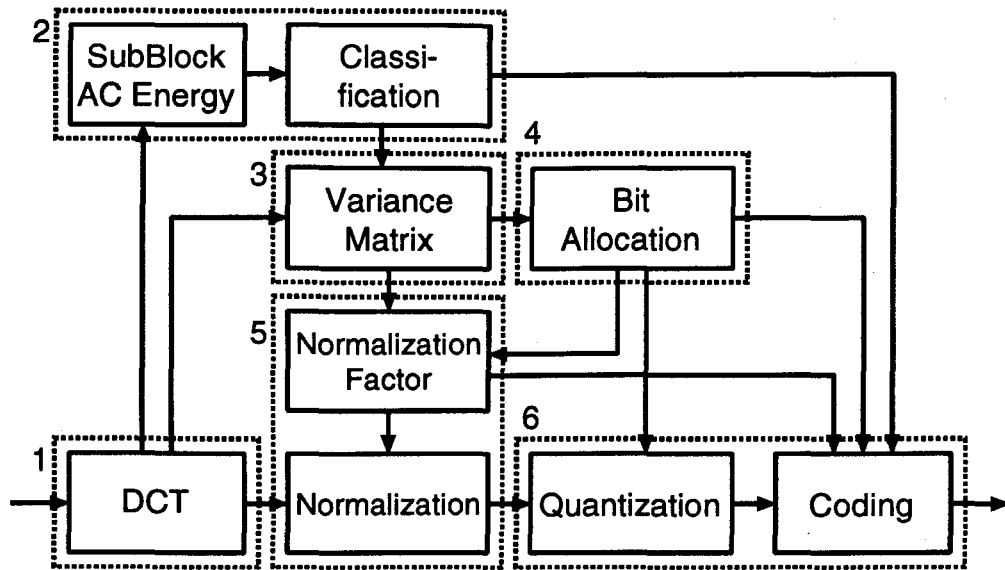 2
SubBlock
AC Energy
Classi-
fication
3
Variance
Matrix
4
Bit
Allocation
5
Normalization
Factor
6
1
DCT
Normalization
Quantization
Coding